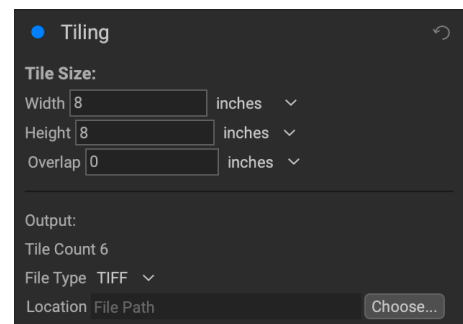 Tiling
Tile Size:
Width 8 inches
Height 8 inches
Overlap 0 inches
Output:
Tile Count 6
File Type TIFF
Location File Path Choose...